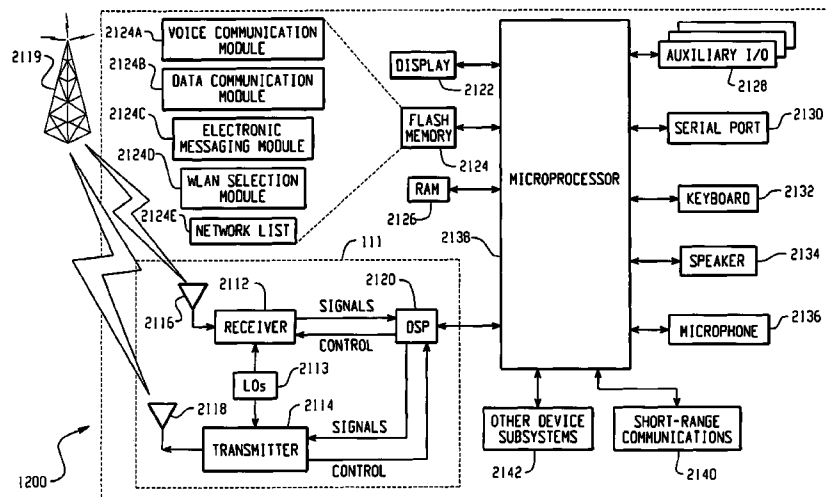 2119
2124A
VOICE COMMUNICATION
MODULE
2124B
DATA COMMUNICATION
MODULE
2124C
ELECTRONIC
MESSAGING MODULE
2124D
WLAN SELECTION
MODULE
2124E
NETWORK LIST
DISPLAY
2122
FLASH
MEMORY
2124
RAM
2126
MICROPROCESSOR
2138
AUXILIARY I/O
2128
SERIAL PORT
2130
KEYBOARD
2132
SPEAKER
2134
MICROPHONE
2136
111
2116
2112
RECEIVER
SIGNALS
CONTROL
2120
DSP
LOs
2113
2118
2114
TRANSMITTER
SIGNALS
CONTROL
OTHER DEVICE
SUBSYSTEMS
2142
SHORT-RANGE
COMMUNICATIONS
2140
1200